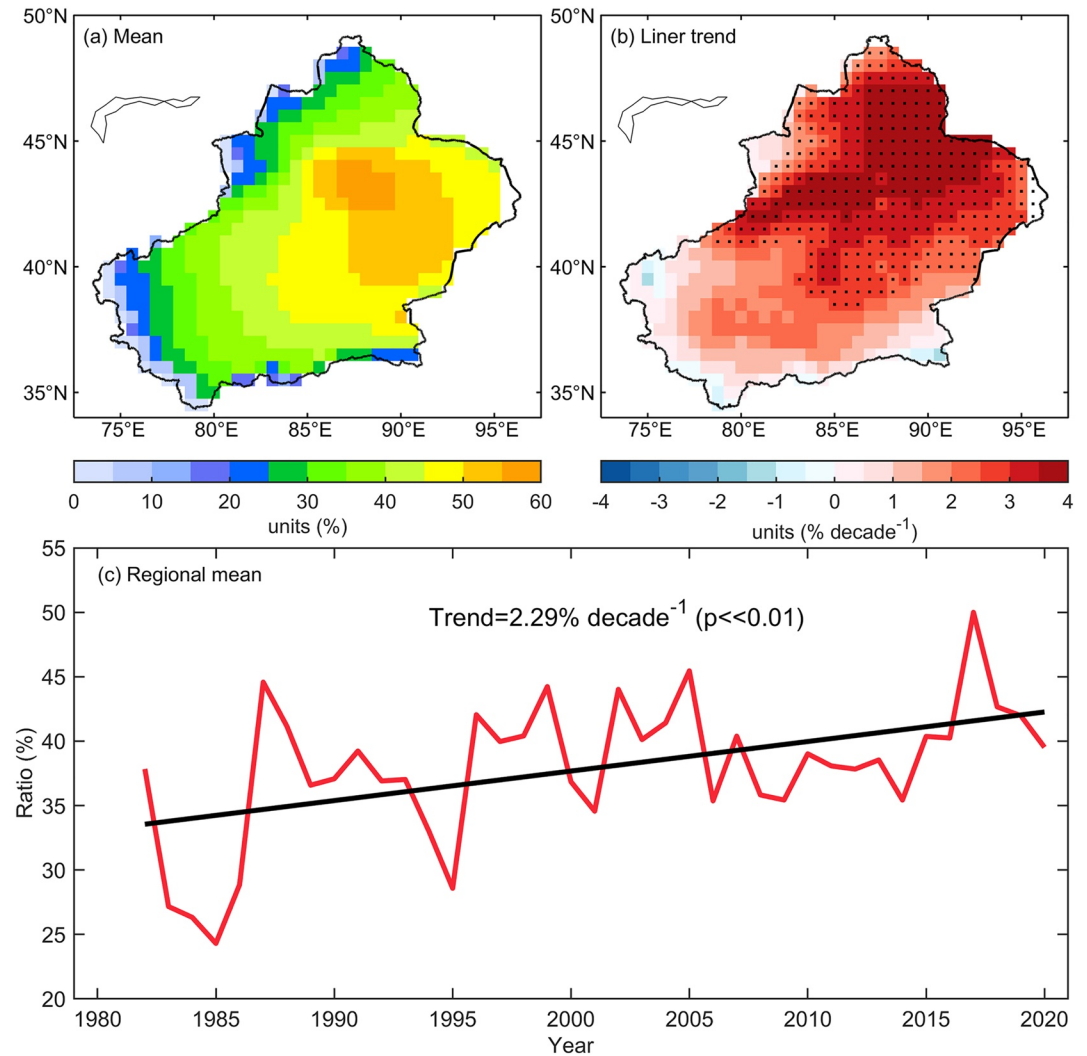 50°N
(a) Mean
45°N
40°N
35°N
75°E 80°E 85°E 90°E 95°E
0 10 20 30 40 50 60
units (%)
50°N
(b) Liner trend
45°N
40°N
35°N
75°E 80°E 85°E 90°E 95°E
-4 -3 -2 -1 0 1 2 3 4
units (% decade⁻¹)
55
(c) Regional mean
Trend=2.29% decade⁻¹ (p<<0.01)
50
45
40
35
30
25
20
Ratio (%)
1980 1985 1990 1995 2000 2005 2010 2015 2020
Year